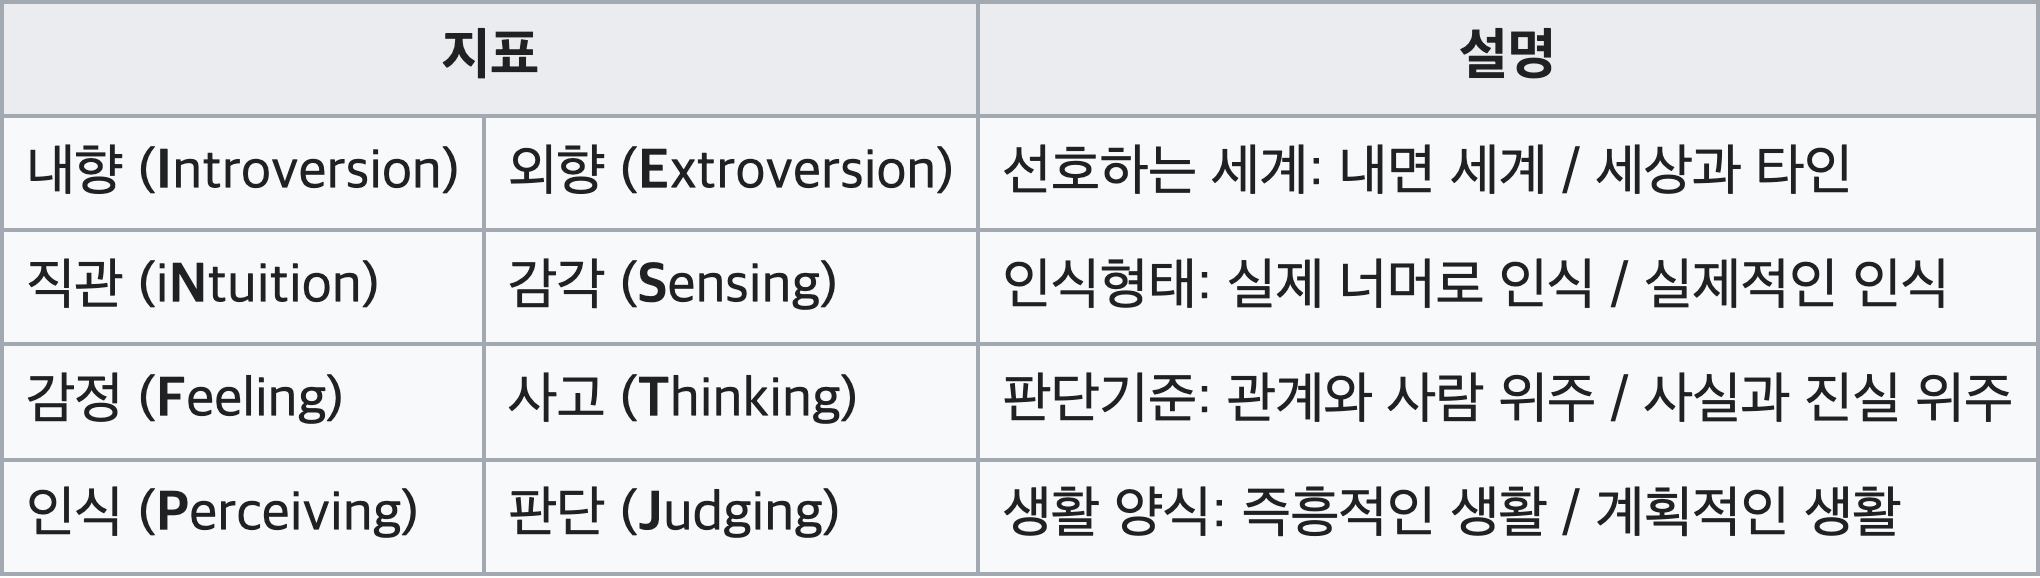 지표 설명
내향 (Introversion) 외향 (Extroversion) 선호하는 세계: 내면 세계 / 세상과 타인
직관 (iNtuition) 감각 (Sensing) 인식형태: 실제 너머로 인식 / 실제적인 인식
감정 (Feeling) 사고 (Thinking) 판단기준: 관계와 사람 위주 / 사실과 진실 위주
인식 (Perceiving) 판단 (Judging) 생활 양식: 즉흥적인 생활 / 계획적인 생활